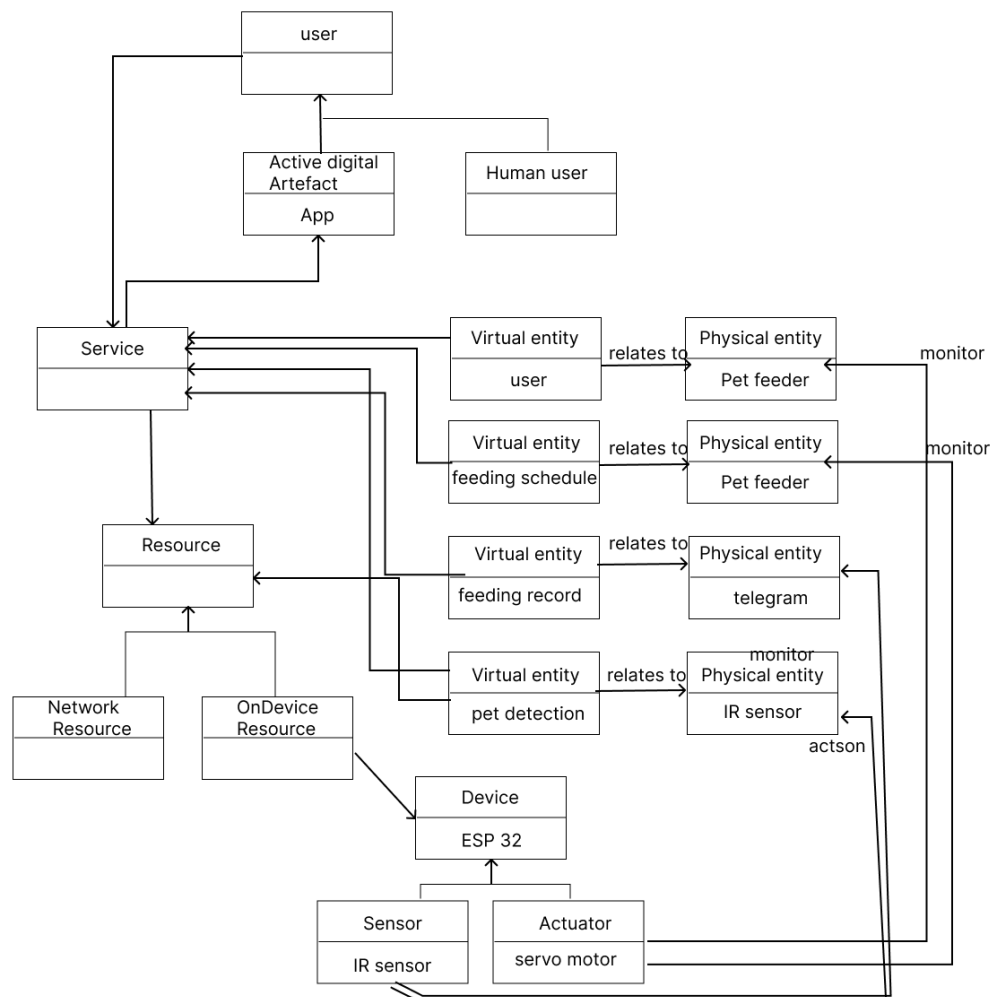 user
Active digital
Artefact
App
Human user
Service
Virtual entity
user
relates to
Physical entity
Pet feeder
monitor
Virtual entity
feeding schedule
relates to
Physical entity
Pet feeder
monitor
Resource
Virtual entity
feeding record
relates to
Physical entity
telegram
Virtual entity
pet detection
relates to
monitor
Physical entity
IR sensor
actson
Network
Resource
OnDevice
Resource
Device
ESP 32
Sensor
IR sensor
Actuator
servo motor